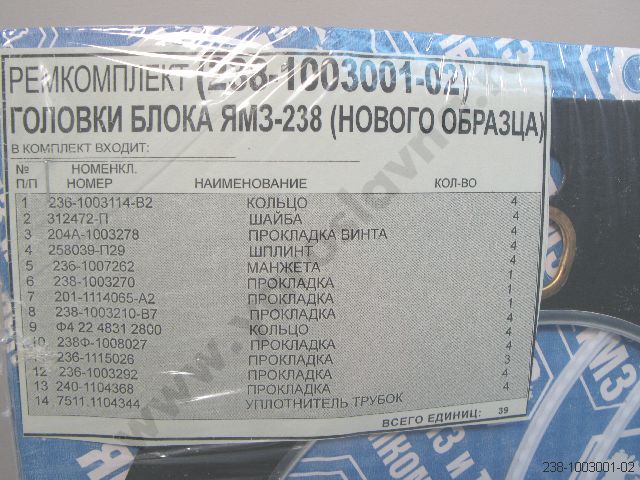 РЕМКОМПЛЕКТ (238-1003001-02)
ГОЛОВКИ БЛОКА ЯМЗ-238 (НОВОГО ОБРАЗЦА)
В КОМПЛЕКТ ВХОДИТ:
№ П/П НОМЕНКЛ. НОМЕР НАИМЕНОВАНИЕ КОЛ-ВО
1 236-1003114-В2 КОЛЬЦО 4
2 312472-П ШАЙБА 4
3 204А-1003278 ПРОКЛАДКА ВИНТА 4
4 258039-П29 ШПЛИНТ 4
5 236-1007262 МАНЖЕТА 4
6 238-1003270 ПРОКЛАДКА 1
7 201-1114065-А2 ПРОКЛАДКА 1
8 238-1003210-В7 ПРОКЛАДКА 1
9 Ф4 22 4831 2800 КОЛЬЦО 4
10 238Ф-1008027 ПРОКЛАДКА 4
11 236-1115026 ПРОКЛАДКА 3
12 236-1003292 ПРОКЛАДКА 4
13 240-1104368 ПРОКЛАДКА 4
14 7511.1104344 УПЛОТНИТЕЛЬ ТРУБОК
ВСЕГО ЕДИНИЦ: 39
238-1003001-02